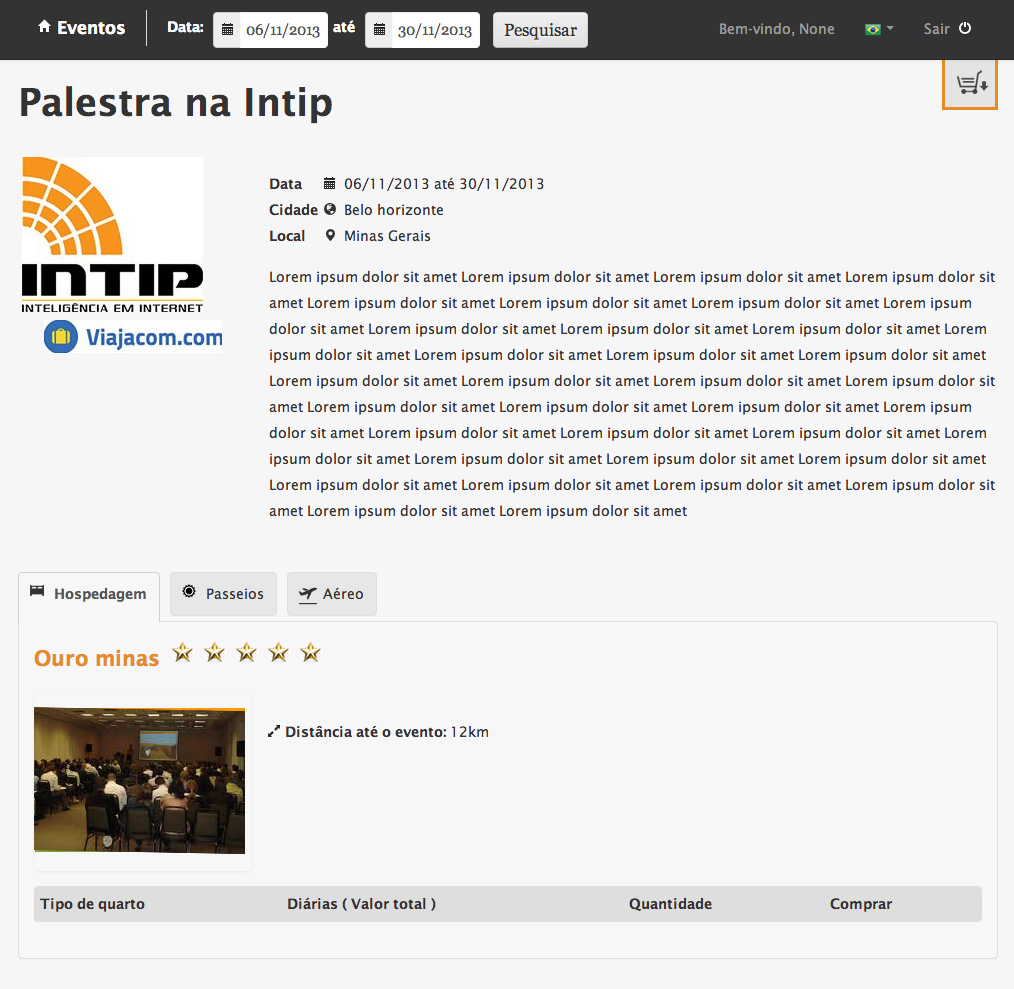 Eventos Data: 06/11/2013 até 30/11/2013 Pesquisar Bem-vindo, None Sair
Palestra na Intip
INTIP
INTELIGÊNCIA EM INTERNET
Viajacom.com
Data 06/11/2013 até 30/11/2013
Cidade Belo horizonte
Local Minas Gerais
Lorem ipsum dolor sit amet Lorem ipsum dolor sit amet Lorem ipsum dolor sit amet Lorem ipsum dolor sit
amet Lorem ipsum dolor sit amet Lorem ipsum dolor sit amet Lorem ipsum dolor sit amet Lorem ipsum
dolor sit amet Lorem ipsum dolor sit amet Lorem ipsum dolor sit amet Lorem ipsum dolor sit amet Lorem
ipsum dolor sit amet Lorem ipsum dolor sit amet Lorem ipsum dolor sit amet Lorem ipsum dolor sit amet
Lorem ipsum dolor sit amet Lorem ipsum dolor sit amet Lorem ipsum dolor sit amet Lorem ipsum dolor sit
amet Lorem ipsum dolor sit amet Lorem ipsum dolor sit amet Lorem ipsum dolor sit amet Lorem ipsum
dolor sit amet Lorem ipsum dolor sit amet Lorem ipsum dolor sit amet Lorem ipsum dolor sit amet Lorem
ipsum dolor sit amet Lorem ipsum dolor sit amet Lorem ipsum dolor sit amet Lorem ipsum dolor sit amet
Lorem ipsum dolor sit amet Lorem ipsum dolor sit amet Lorem ipsum dolor sit amet Lorem ipsum dolor sit
amet Lorem ipsum dolor sit amet Lorem ipsum dolor sit amet
Hospedagem Passeios Aéreo
Ouro minas
Distância até o evento: 12km
Tipo de quarto Diárias ( Valor total ) Quantidade Comprar